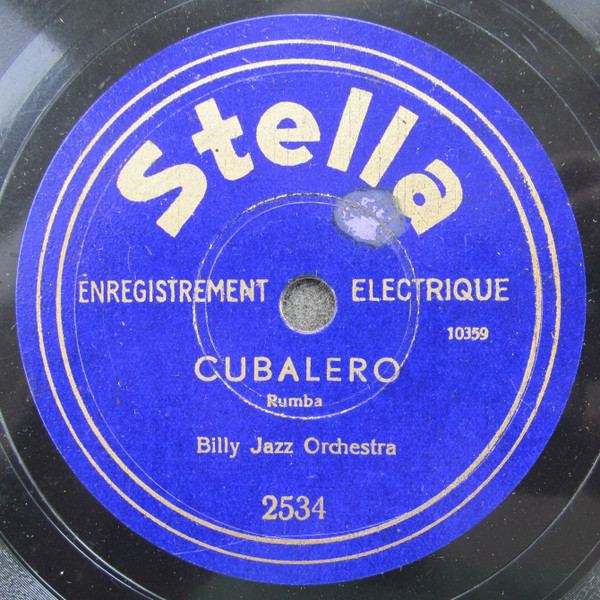 Stella
ENREGISTREMENT ELECTRIQUE
10359
CUBALERO
Rumba
Billy Jazz Orchestra
2534